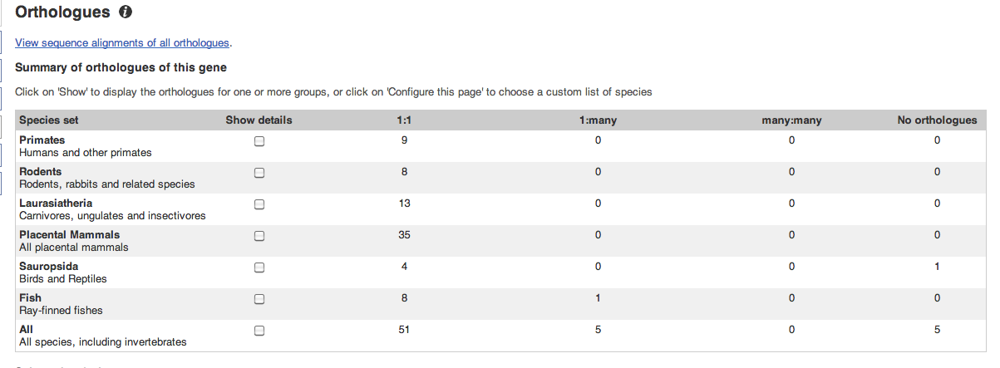 Orthologues i
View sequence alignments of all orthologues.
Summary of orthologues of this gene
Click on 'Show' to display the orthologues for one or more groups, or click on 'Configure this page' to choose a custom list of species
Species set Show details 1:1 1:many many:many No orthologues
Primates 9 0 0 0
Humans and other primates
Rodents 8 0 0 0
Rodents, rabbits and related species
Laurasiatheria 13 0 0 0
Carnivores, ungulates and insectivores
Placental Mammals 35 0 0 0
All placental mammals
Sauropsida 4 0 0 1
Birds and Reptiles
Fish 8 1 0 0
Ray-finned fishes
All 51 5 0 5
All species, including invertebrates